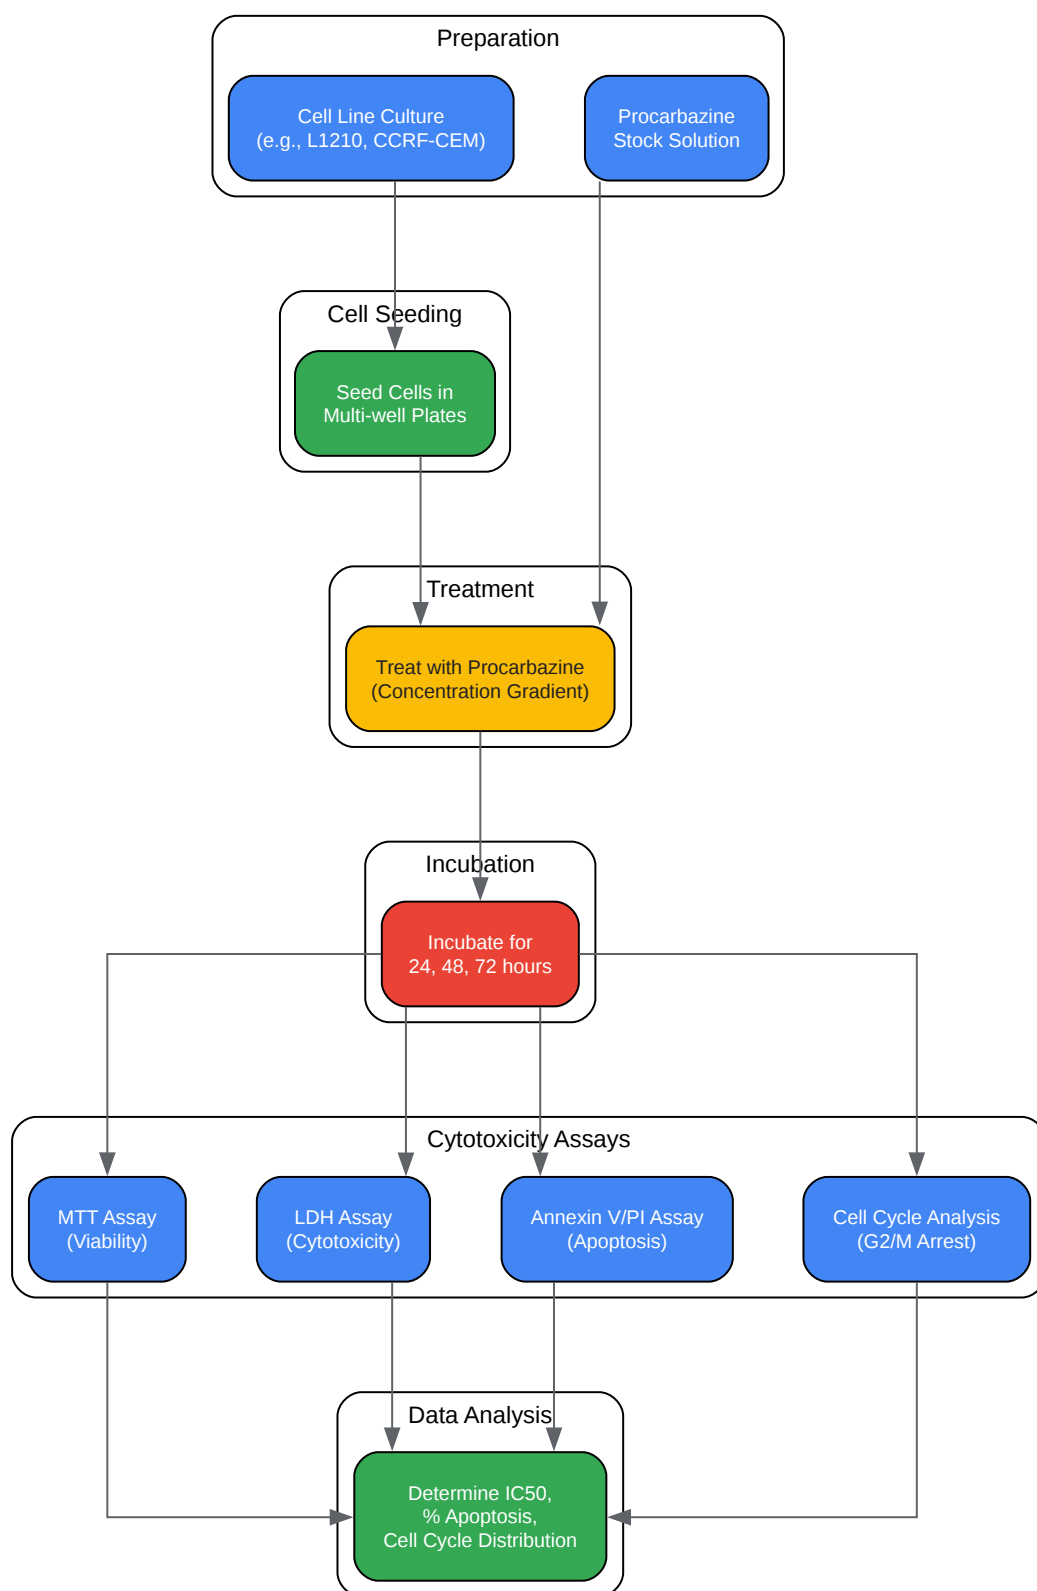 Preparation
Cell Line Culture
(e.g., L1210, CCRF-CEM)
Procarbazine
Stock Solution
Cell Seeding
Seed Cells in
Multi-well Plates
Treatment
Treat with Procarbazine
(Concentration Gradient)
Incubation
Incubate for
24, 48, 72 hours
Cytotoxicity Assays
MTT Assay
(Viability)
LDH Assay
(Cytotoxicity)
Annexin V/PI Assay
(Apoptosis)
Cell Cycle Analysis
(G2/M Arrest)
Data Analysis
Determine IC50,
% Apoptosis,
Cell Cycle Distribution